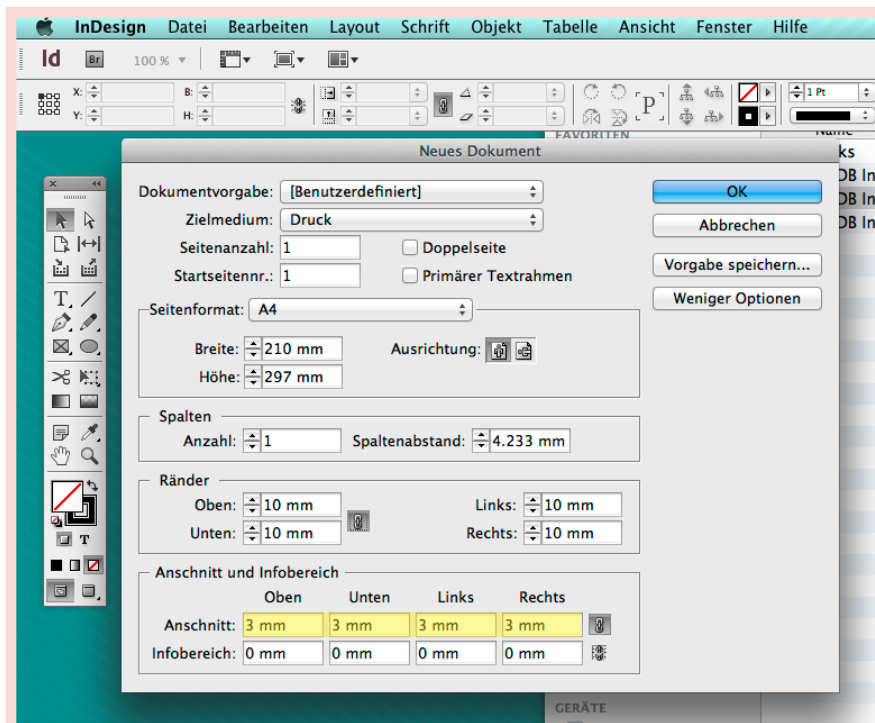 InDesign Datei Bearbeiten Layout Schrift Objekt Tabelle Ansicht Fenster Hilfe
Id Br 100 %
X: B: 1 Pt
Y: H: P
FAVORITEN Name
Neues Dokument
ks
Dokumentvorgabe: [Benutzerdefiniert] OK
DB In
Zielmedium: Druck Abbrechen
DB In
Seitenanzahl: 1 Doppelseite
DB In
Startseitennr.: 1 Primärer Textrahmen Vorgabe speichern...
Seitenformat: A4 Weniger Optionen
Breite: 210 mm Ausrichtung:
Höhe: 297 mm
Spalten
Anzahl: 1 Spaltenabstand: 4.233 mm
Ränder
Oben: 10 mm Links: 10 mm
Unten: 10 mm Rechts: 10 mm
Anschnitt und Infobereich
Oben Unten Links Rechts
Anschnitt: 3 mm 3 mm 3 mm 3 mm
Infobereich: 0 mm 0 mm 0 mm 0 mm
GERÄTE